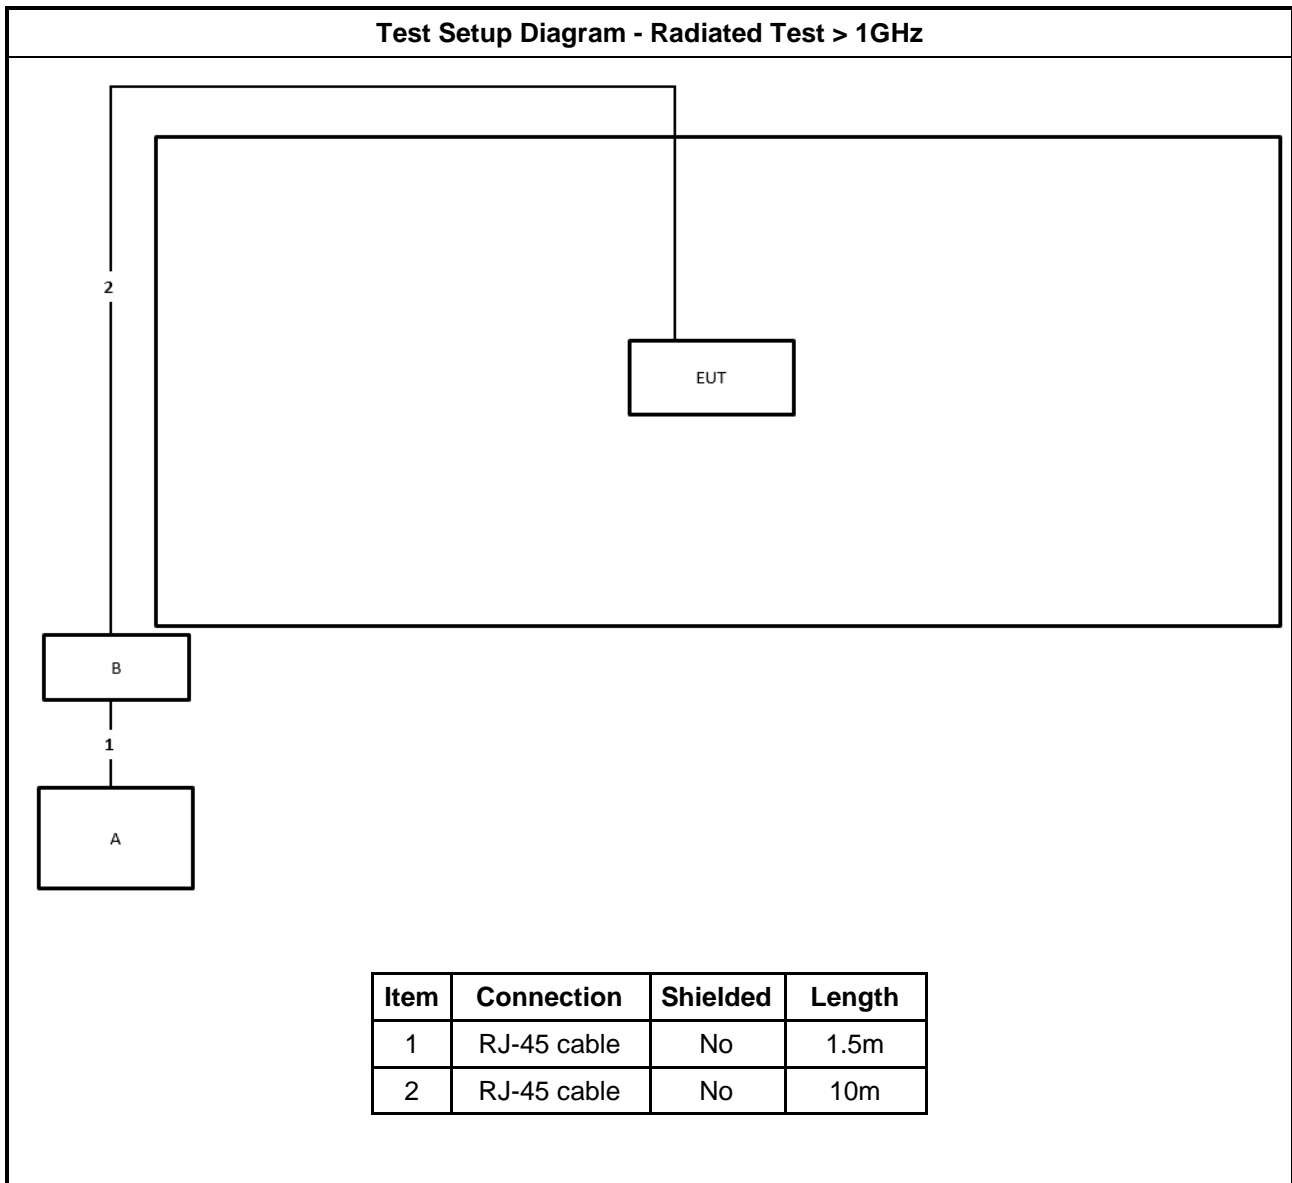 Test Setup Diagram - Radiated Test > 1GHz
2
EUT
B
1
A
Item Connection Shielded Length
1 RJ-45 cable No 1.5m
2 RJ-45 cable No 10m